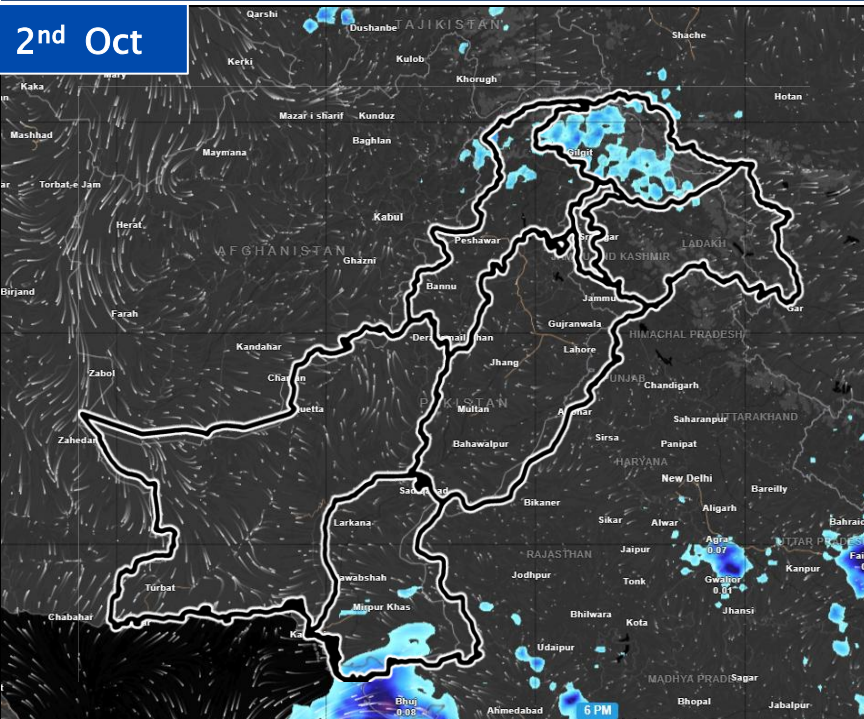 2nd Oct
Qarshi
Dushanbe
TAJIKISTAN
Shache
Kerki
Kulob
Khorugh
Mary
Kaka
Hotan
Mazar i sharif
Kunduz
Mashhad
Baghlan
Maymana
Gilgit
Torbat-e Jam
Herat
Kabul
Peshawar
LADAKH
AFGHANISTAN
Ghazni
KASHMIR
Birjand
Bannu
Jammu
Gar
Farah
Gujranwala
HIMACHAL PRADESH
Kandahar
Lahore
Jhang
Zabol
PUNJAB
Chandigarh
Multan
Saharanpur
UTTARAKHAND
Zahedan
Bahawalpur
Sirsa
Panipat
HARYANA
New Delhi
Bareilly
Bikaner
Aligarh
Larkana
Sikar
Alwar
Agra
0.07
RAJASTHAN
Jaipur
Kanpur
Jodhpur
Tonk
Gwalior
0.01
Turbat
Mirpur Khas
Jhansi
Chabahar
Bhilwara
Kota
Udaipur
Sagar
Bhuj
0.08
Ahmedabad
6 PM
Bhopal
Jabalpur